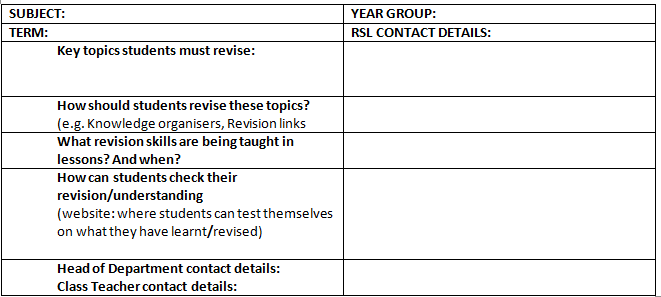 SUBJECT:
YEAR GROUP:
TERM:
RSL CONTACT DETAILS:
Key topics students must revise:
How should students revise these topics?
(e.g. Knowledge organisers, Revision links
What revision skills are being taught in
lessons? And when?
How can students check their
revision/understanding
(website: where students can test themselves
on what they have learnt/revised)
Head of Department contact details:
Class Teacher contact details: